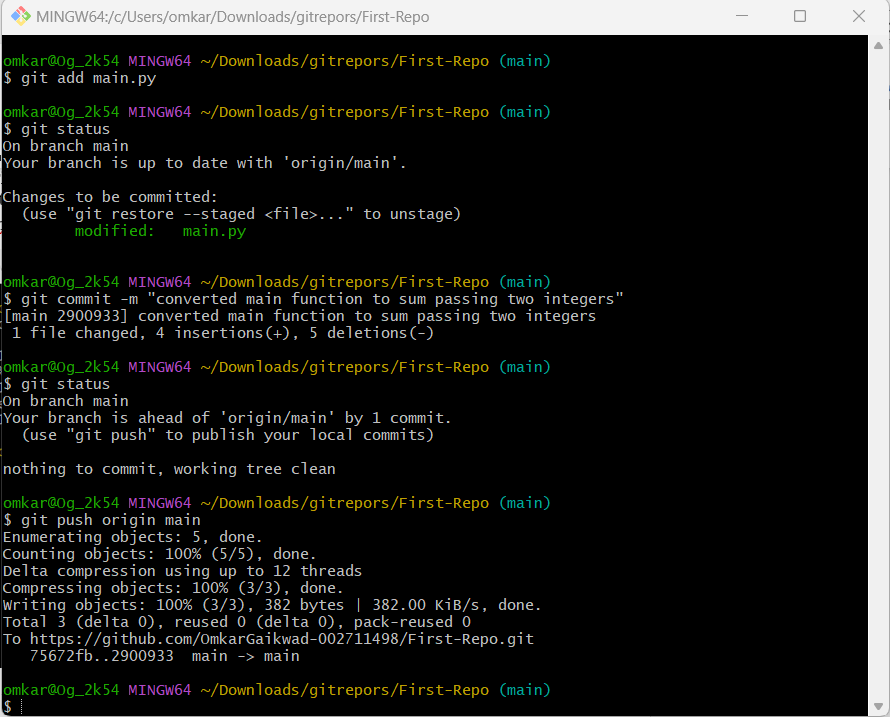 MINGW64:/c/Users/omkar/Downloads/gitrepors/First-Repo
omkar@Og_2k54 MINGW64 ~/Downloads/gitrepors/First-Repo (main)
$ git add main.py
omkar@Og_2k54 MINGW64 ~/Downloads/gitrepors/First-Repo (main)
$ git status
On branch main
Your branch is up to date with 'origin/main'.
Changes to be committed:
  (use "git restore --staged <file>..." to unstage)
        modified:   main.py
omkar@Og_2k54 MINGW64 ~/Downloads/gitrepors/First-Repo (main)
$ git commit -m "converted main function to sum passing two integers"
[main 2900933] converted main function to sum passing two integers
 1 file changed, 4 insertions(+), 5 deletions(-)
omkar@Og_2k54 MINGW64 ~/Downloads/gitrepors/First-Repo (main)
$ git status
On branch main
Your branch is ahead of 'origin/main' by 1 commit.
  (use "git push" to publish your local commits)
nothing to commit, working tree clean
omkar@Og_2k54 MINGW64 ~/Downloads/gitrepors/First-Repo (main)
$ git push origin main
Enumerating objects: 5, done.
Counting objects: 100% (5/5), done.
Delta compression using up to 12 threads
Compressing objects: 100% (3/3), done.
Writing objects: 100% (3/3), 382 bytes | 382.00 KiB/s, done.
Total 3 (delta 0), reused 0 (delta 0), pack-reused 0
To https://github.com/OmkarGaikwad-002711498/First-Repo.git
   75672fb..2900933  main -> main
omkar@Og_2k54 MINGW64 ~/Downloads/gitrepors/First-Repo (main)
$